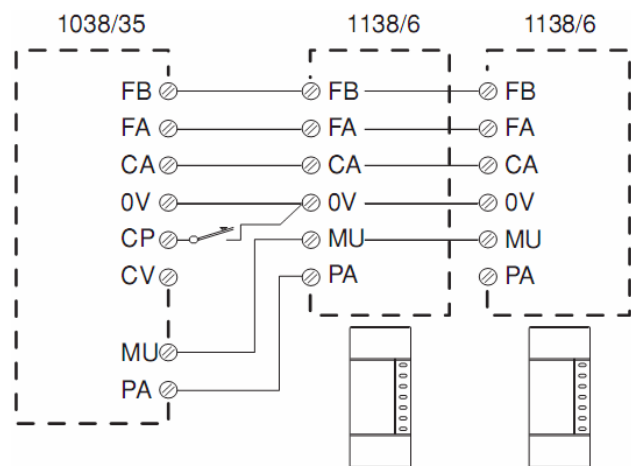 1038/35 1138/6 1138/6
FB FB FB
FA FA FA
CA CA CA
0V 0V 0V
CP MU MU
CV PA PA
MU
PA